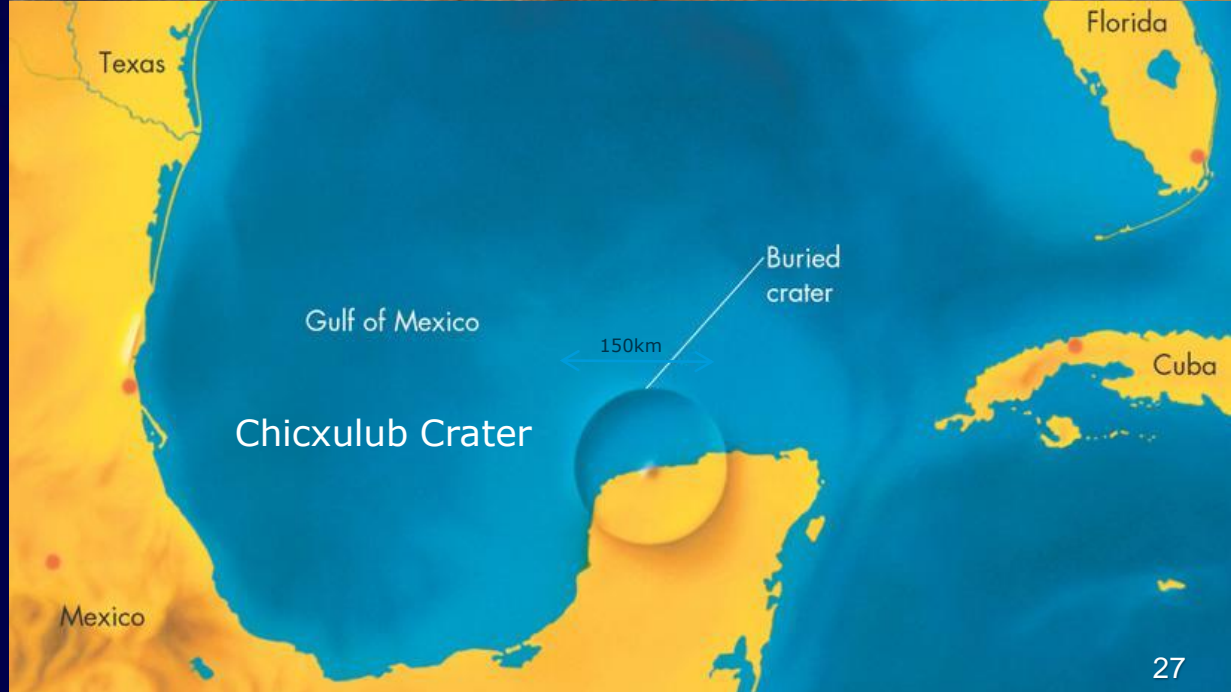 Florida
Texas
Buried
crater
Gulf of Mexico
150km
Cuba
Chicxulub Crater
Mexico
27